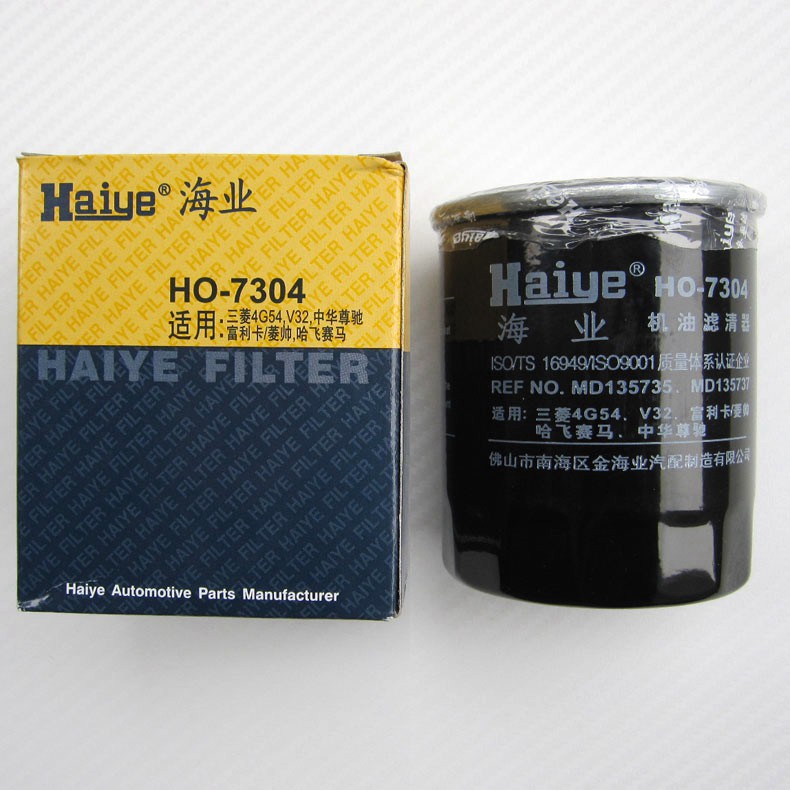 Haiye® 海业
HO-7304
适用:三菱4G54,V32,中华尊驰
富利卡/菱帅,哈飞赛马
HAIYE FILTER
Haiye Automotive Parts Manufacturer
Haiye® HO-7304
海业 机油滤清器
ISO/TS 16949/ISO9001质量体系认证企业
REF NO. MD135735、MD135737
适用:三菱4G54、V32、富利卡/菱帅
哈飞赛马、中华尊驰
佛山市南海区金海业汽配制造有限公司